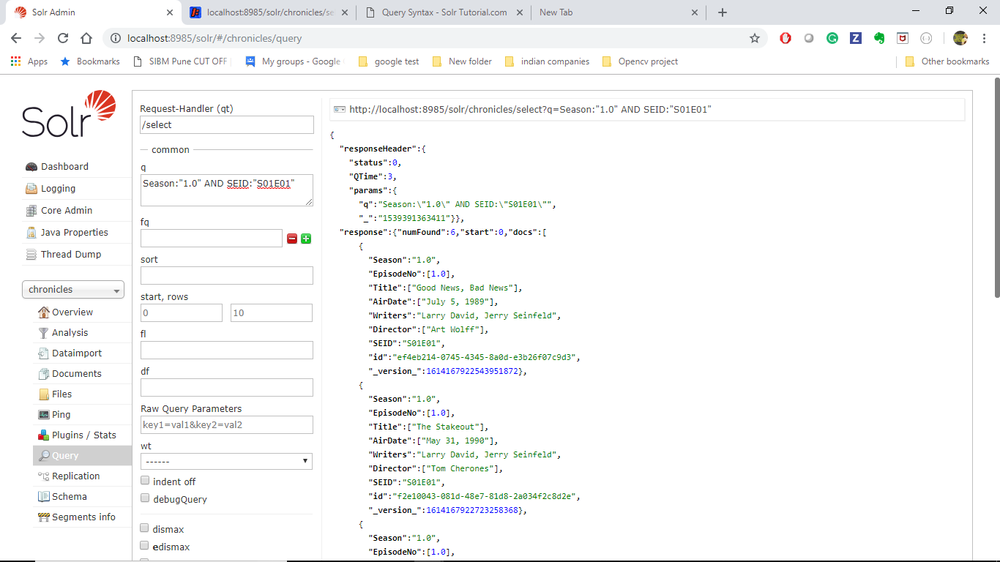 Solr Admin
localhost:8985/solr/chronicles/se
Query Syntax - Solr Tutorial.com
New Tab
localhost:8985/solr/#/chronicles/query
Apps
Bookmarks
SIBM Pune CUT OFF
My groups - Google
google test
New folder
indian companies
Opencv project
Other bookmarks
Solr
Dashboard
Logging
Core Admin
Java Properties
Thread Dump
chronicles
Overview
Analysis
Dataimport
Documents
Files
Ping
Plugins / Stats
Query
Replication
Schema
Segments info
Request-Handler (qt)
/select
common
q
Season:"1.0" AND SEID:"S01E01"
fq
sort
start, rows
0
10
fl
df
Raw Query Parameters
key1=val1&key2=val2
wt
------
indent off
debugQuery
dismax
edismax
http://localhost:8985/solr/chronicles/select?q=Season:"1.0" AND SEID:"S01E01"
{
"responseHeader":{
"status":0,
"QTime":3,
"params":{
"q":"Season:\"1.0\" AND SEID:\"S01E01\"",
"_":"1539391363411"}},
"response":{"numFound":6,"start":0,"docs":[
{
"Season":"1.0",
"EpisodeNo":[1.0],
"Title":["Good News, Bad News"],
"AirDate":["July 5, 1989"],
"Writers":"Larry David, Jerry Seinfeld",
"Director":["Art Wolff"],
"SEID":"S01E01",
"id":"ef4eb214-0745-4345-8a0d-e3b26f07c9d3",
"_version_":1614167922543951872},
{
"Season":"1.0",
"EpisodeNo":[1.0],
"Title":["The Stakeout"],
"AirDate":["May 31, 1990"],
"Writers":"Larry David, Jerry Seinfeld",
"Director":["Tom Cherones"],
"SEID":"S01E01",
"id":"f2e10043-081d-48e7-81d8-2a034f2c8d2e",
"_version_":1614167922723258368},
{
"Season":"1.0",
"EpisodeNo":[1.0],